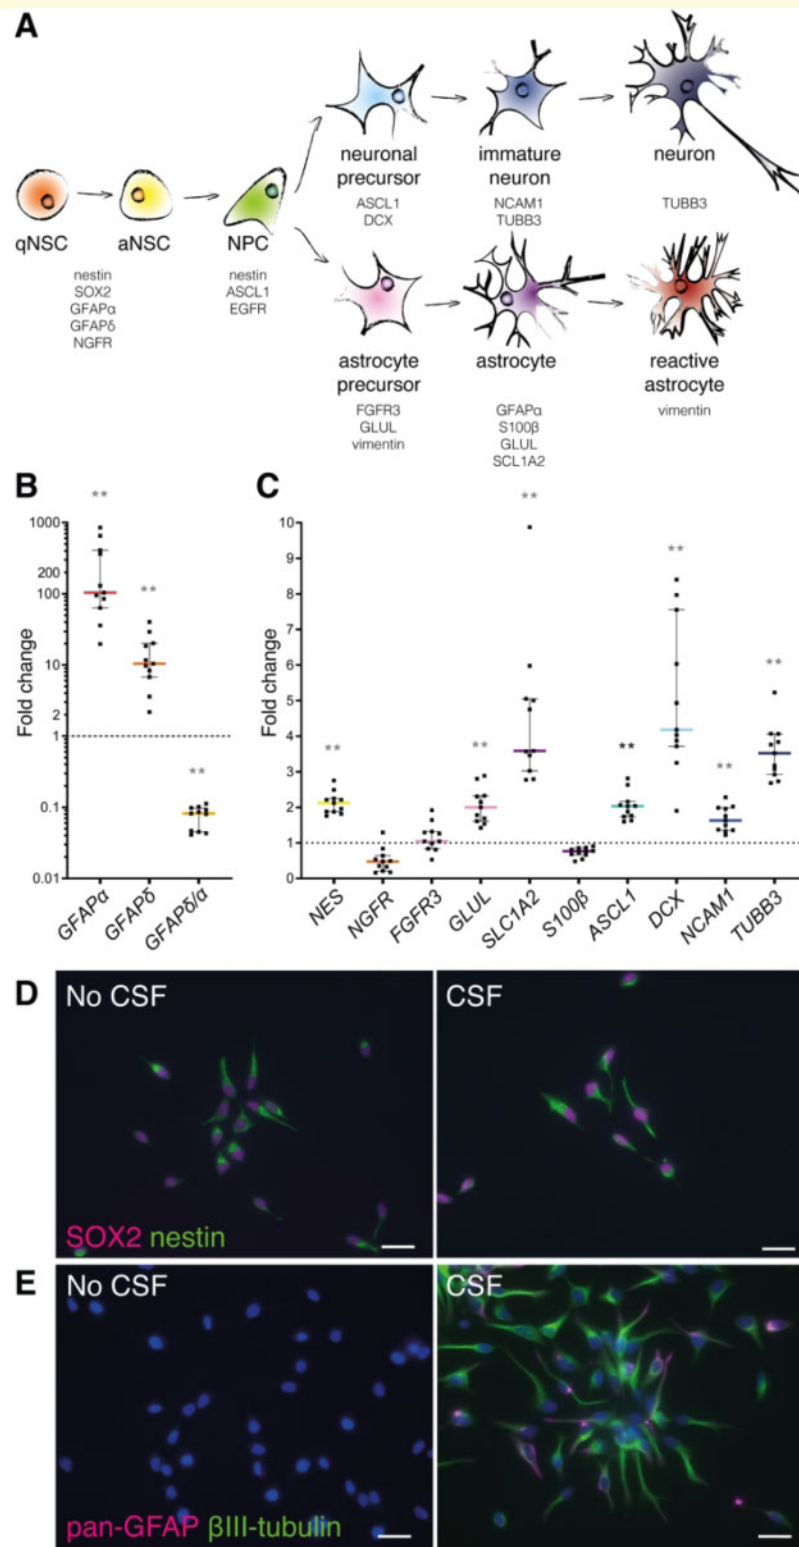 A
qNSC
aNSC
NPC
nestin
SOX2
GFAPα
GFAPδ
NGFR
nestin
ASCL1
EGFR
neuronal
precursor
ASCL1
DCX
immature
neuron
NCAM1
TUBB3
neuron
TUBB3
astrocyte
precursor
FGFR3
GLUL
vimentin
astrocyte
GFAPα
S100β
GLUL
SCL1A2
reactive
astrocyte
vimentin
B
Fold change
1000
200
100
20
10
2
1
0.1
0.01
**
**
**
GFAPα
GFAPδ
GFAPδ/α
C
Fold change
10
9
8
7
6
5
4
3
2
1
0
**
**
**
**
**
**
**
NES
NGFR
FGFR3
GLUL
SLC1A2
S100β
ASCL1
DCX
NCAM1
TUBB3
D
No CSF
CSF
SOX2 nestin
E
No CSF
CSF
pan-GFAP βIII-tubulin